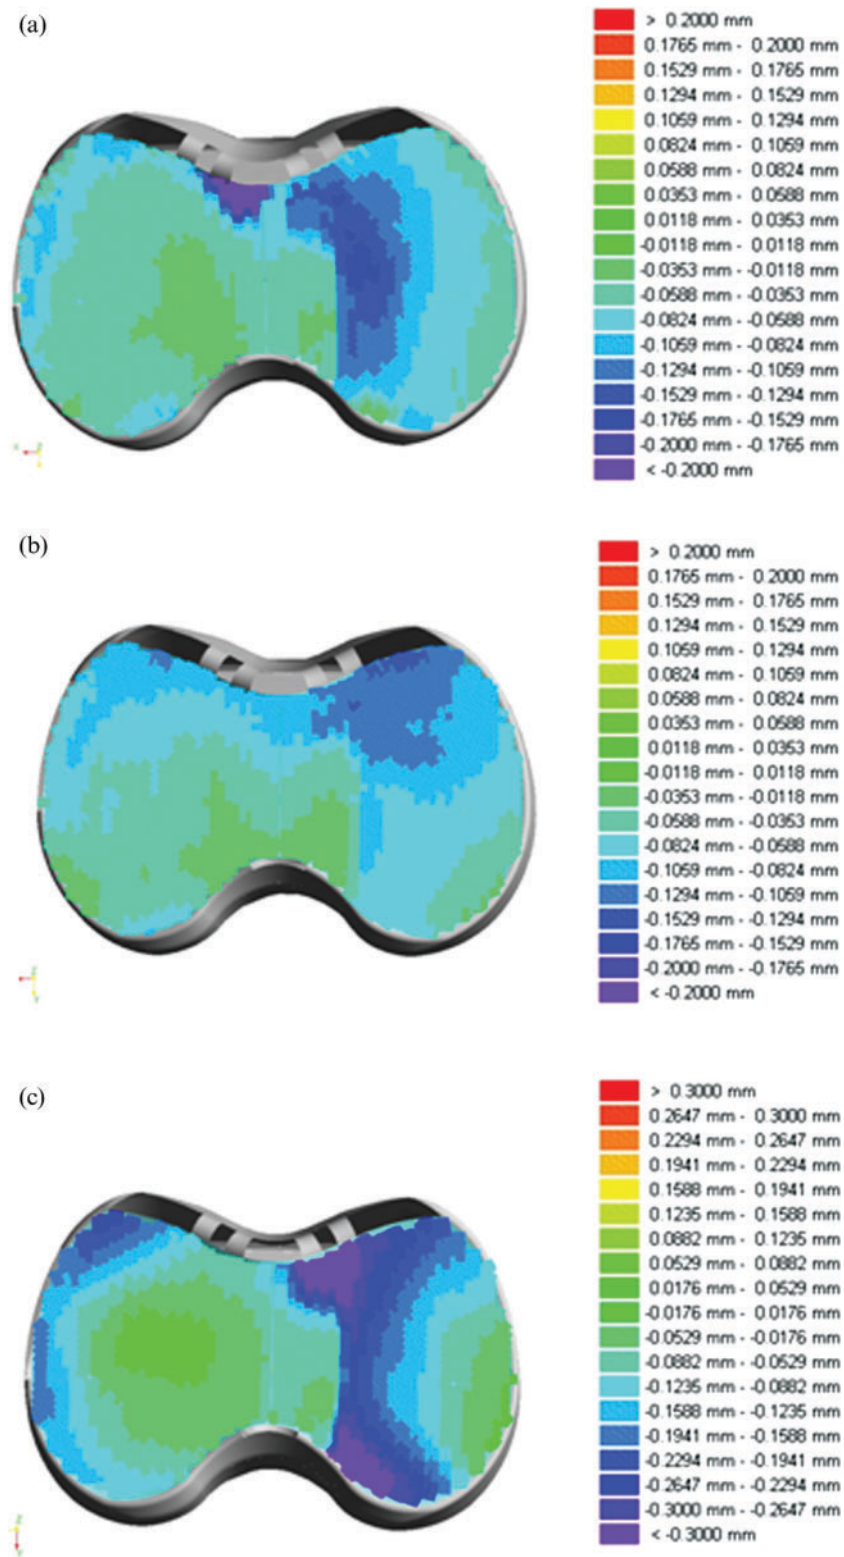 (a)
> 0.2000 mm
0.1765 mm - 0.2000 mm
0.1529 mm - 0.1765 mm
0.1294 mm - 0.1529 mm
0.1059 mm - 0.1294 mm
0.0824 mm - 0.1059 mm
0.0588 mm - 0.0824 mm
0.0353 mm - 0.0588 mm
0.0118 mm - 0.0353 mm
-0.0118 mm - 0.0118 mm
-0.0353 mm - -0.0118 mm
-0.0588 mm - -0.0353 mm
-0.0824 mm - -0.0588 mm
-0.1059 mm - -0.0824 mm
-0.1294 mm - -0.1059 mm
-0.1529 mm - -0.1294 mm
-0.1765 mm - -0.1529 mm
-0.2000 mm - -0.1765 mm
< -0.2000 mm
(b)
> 0.2000 mm
0.1765 mm - 0.2000 mm
0.1529 mm - 0.1765 mm
0.1294 mm - 0.1529 mm
0.1059 mm - 0.1294 mm
0.0824 mm - 0.1059 mm
0.0588 mm - 0.0824 mm
0.0353 mm - 0.0588 mm
0.0118 mm - 0.0353 mm
-0.0118 mm - 0.0118 mm
-0.0353 mm - -0.0118 mm
-0.0588 mm - -0.0353 mm
-0.0824 mm - -0.0588 mm
-0.1059 mm - -0.0824 mm
-0.1294 mm - -0.1059 mm
-0.1529 mm - -0.1294 mm
-0.1765 mm - -0.1529 mm
-0.2000 mm - -0.1765 mm
< -0.2000 mm
(c)
> 0.3000 mm
0.2647 mm - 0.3000 mm
0.2294 mm - 0.2647 mm
0.1941 mm - 0.2294 mm
0.1588 mm - 0.1941 mm
0.1235 mm - 0.1588 mm
0.0882 mm - 0.1235 mm
0.0529 mm - 0.0882 mm
0.0176 mm - 0.0529 mm
-0.0176 mm - 0.0176 mm
-0.0529 mm - -0.0176 mm
-0.0882 mm - -0.0529 mm
-0.1235 mm - -0.0882 mm
-0.1588 mm - -0.1235 mm
-0.1941 mm - -0.1588 mm
-0.2294 mm - -0.1941 mm
-0.2647 mm - -0.2294 mm
-0.3000 mm - -0.2647 mm
< -0.3000 mm